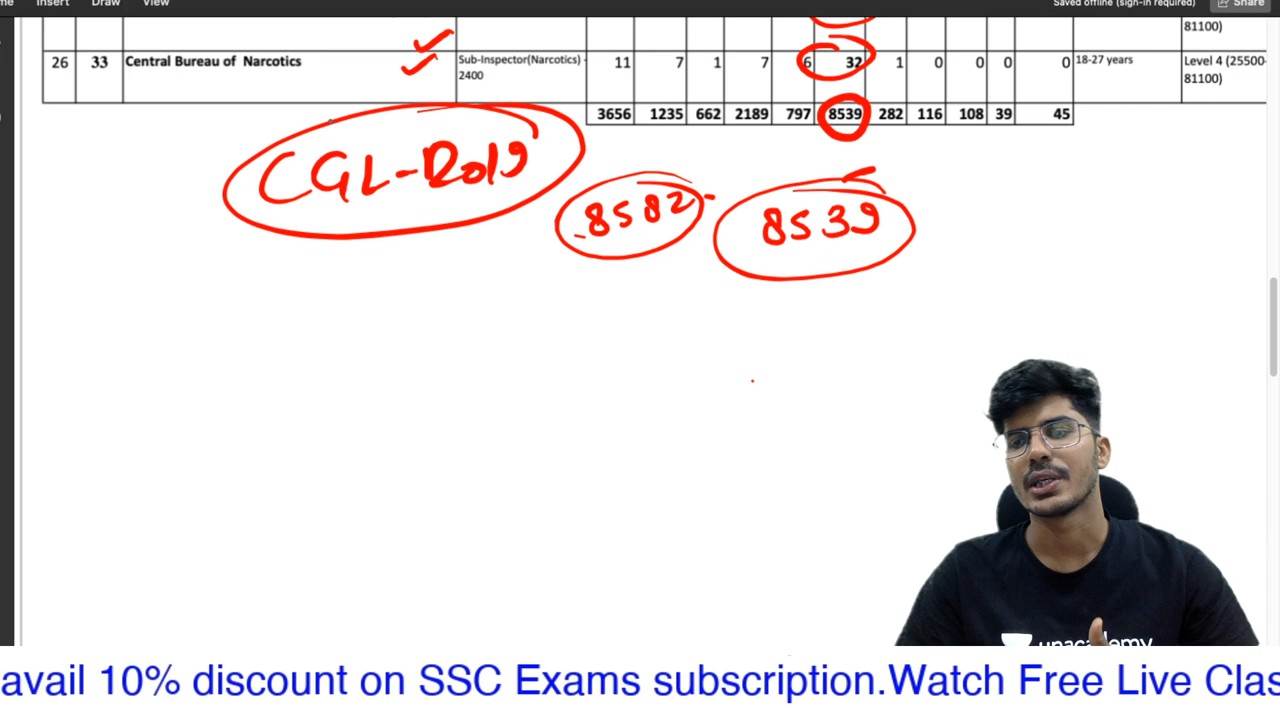 me Insert Draw View Saved offline (sign-in required) Share
81100)
26 33 Central Bureau of Narcotics Sub-Inspector(Narcotics) - 2400 11 7 1 7 6 32 1 0 0 0 0 18-27 years Level 4 (25500-81100)
3656 1235 662 2189 797 8539 282 116 108 39 45
CGL-2019
8582 - 8539
unacademy
avail 10% discount on SSC Exams subscription.Watch Free Live Clas